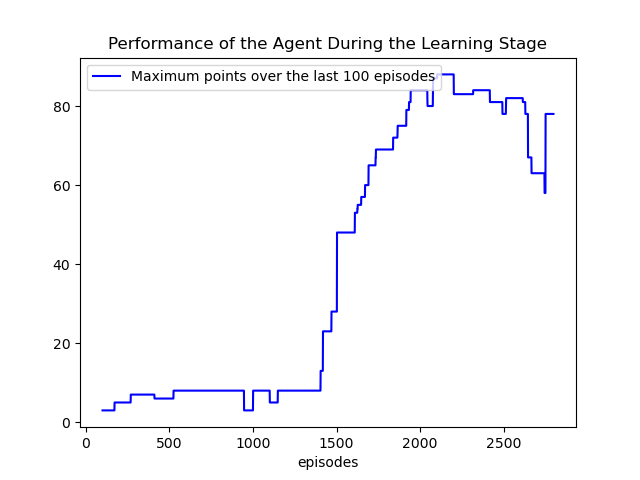 Performance of the Agent During the Learning Stage
Maximum points over the last 100 episodes
80
60
40
20
0
0 500 1000 1500 2000 2500
episodes